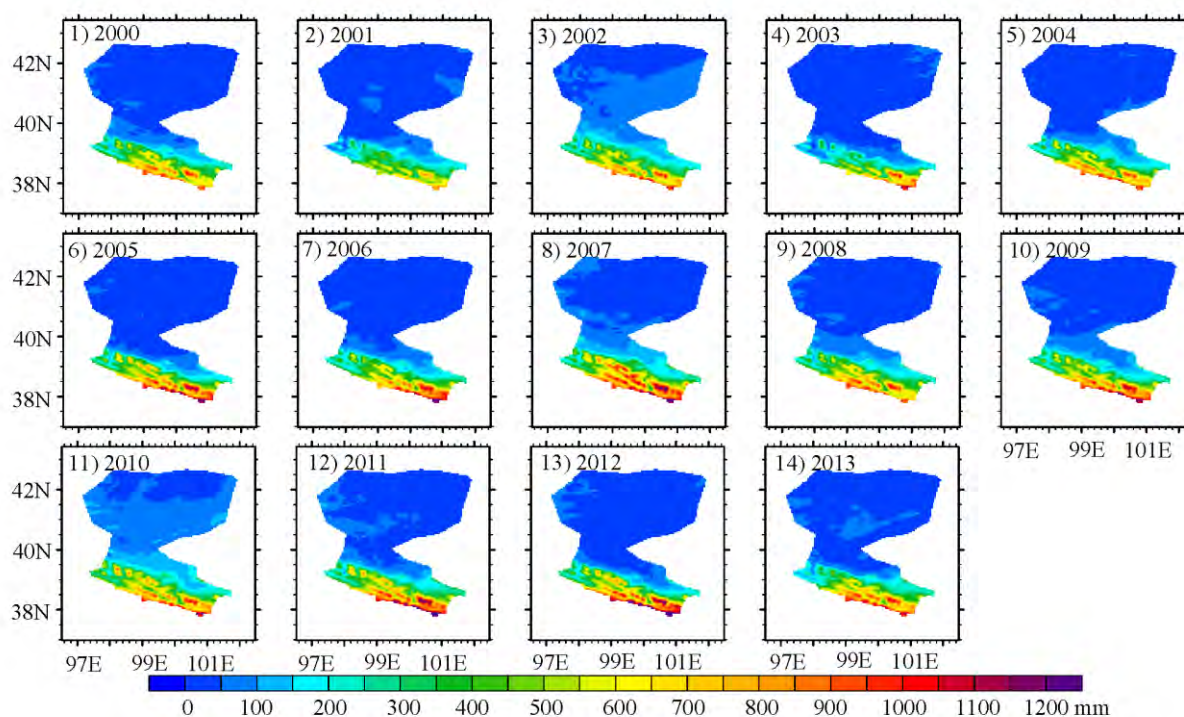 1) 2000 2) 2001 3) 2002 4) 2003 5) 2004
42N
40N
38N
6) 2005 7) 2006 8) 2007 9) 2008 10) 2009
42N
40N
38N
97E 99E 101E
11) 2010 12) 2011 13) 2012 14) 2013
42N
40N
38N
97E 99E 101E 97E 99E 101E 97E 99E 101E 97E 99E 101E
0 100 200 300 400 500 600 700 800 900 1000 1100 1200 mm